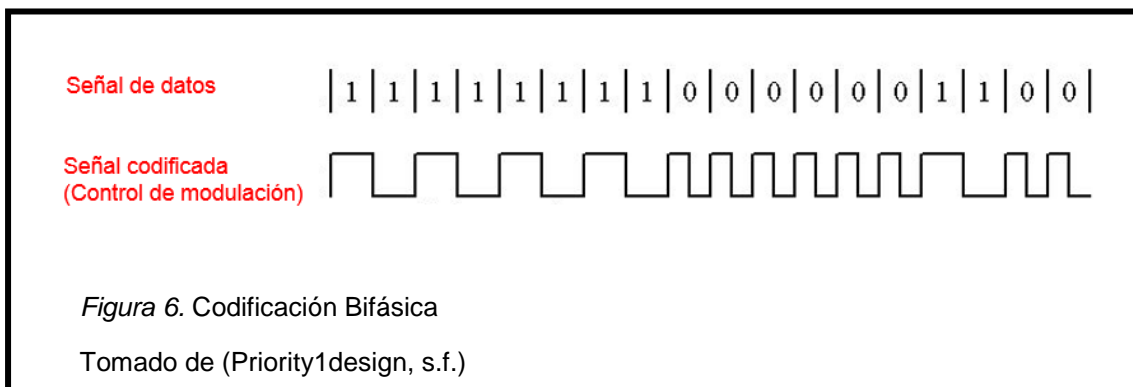 Señal de datos
|1|1|1|1|1|1|1|1|0|0|0|0|0|0|1|1|0|0|
Señal codificada
(Control de modulación)
Figura 6. Codificación Bifásica
Tomado de (Priority1design, s.f.)